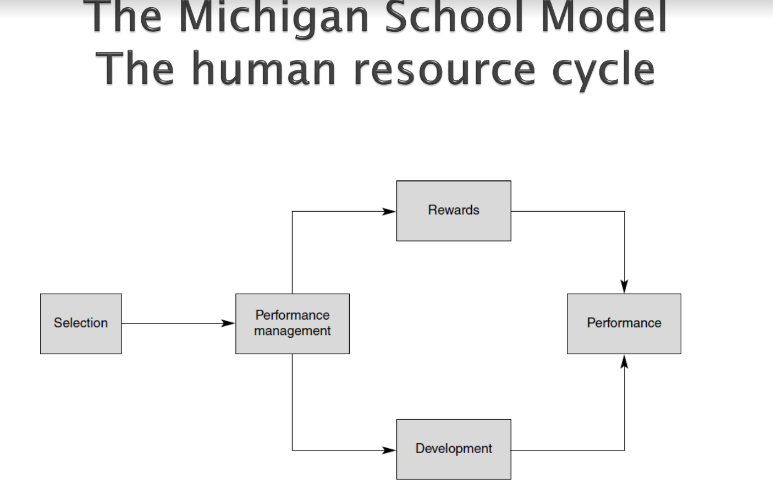 The Michigan School Model
The human resource cycle
Rewards
Selection
Performance
management
Performance
Development